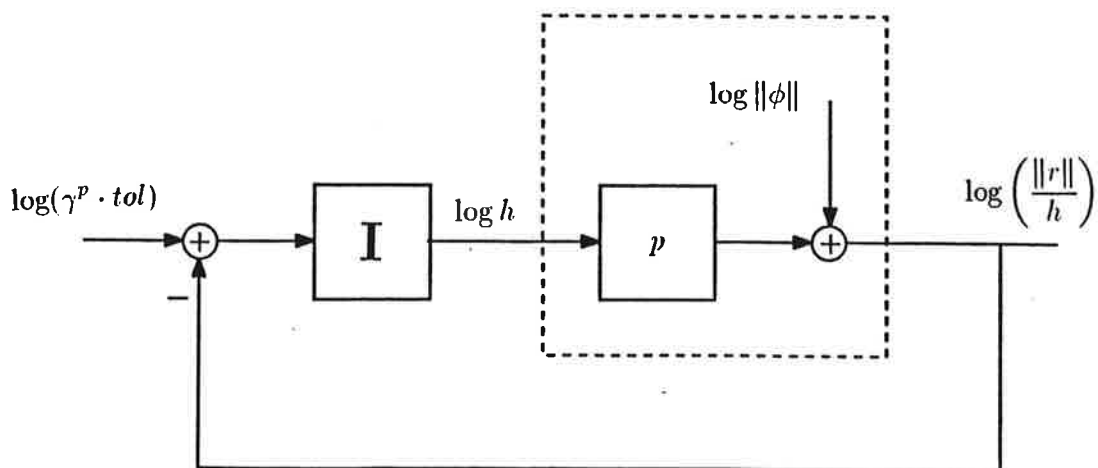 log ||φ||
log(γ^p · tol)
+
−
I
log h
p
+
log (||r|| / h)